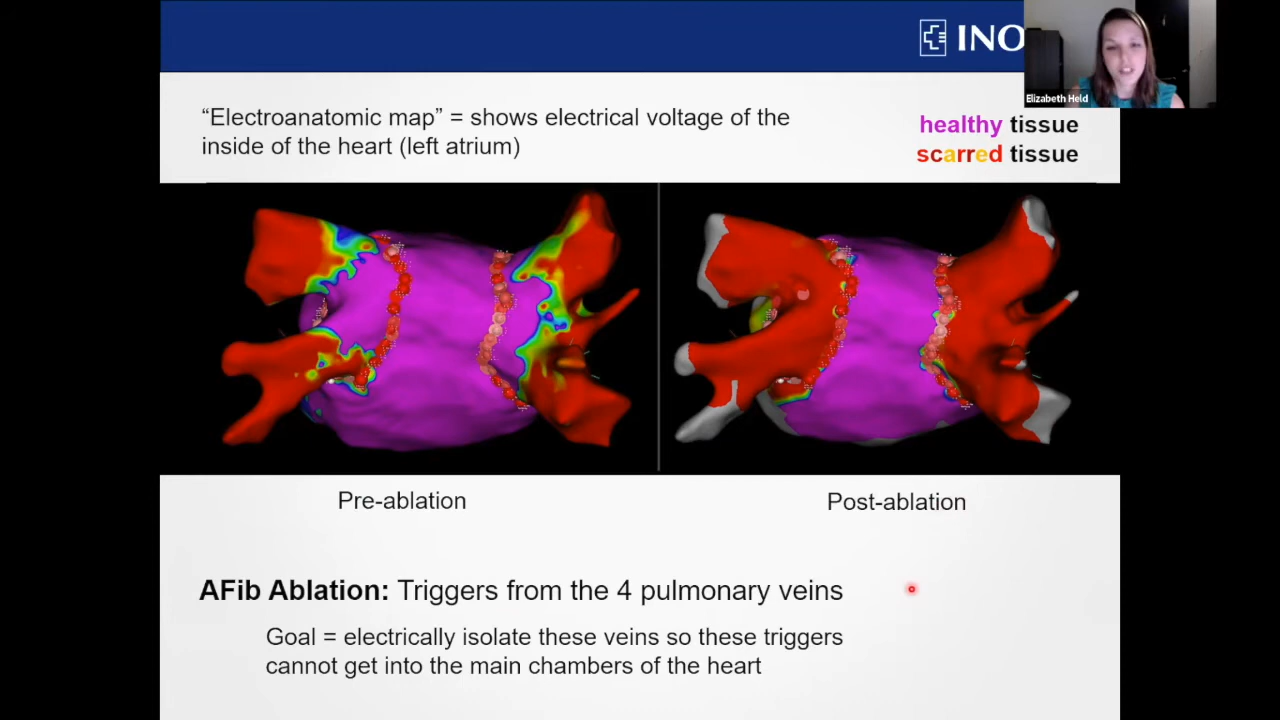 INO
Elizabeth Held
“Electroanatomic map” = shows electrical voltage of the
inside of the heart (left atrium)
healthy tissue
scarred tissue
Pre-ablation
Post-ablation
AFib Ablation: Triggers from the 4 pulmonary veins
Goal = electrically isolate these veins so these triggers
cannot get into the main chambers of the heart